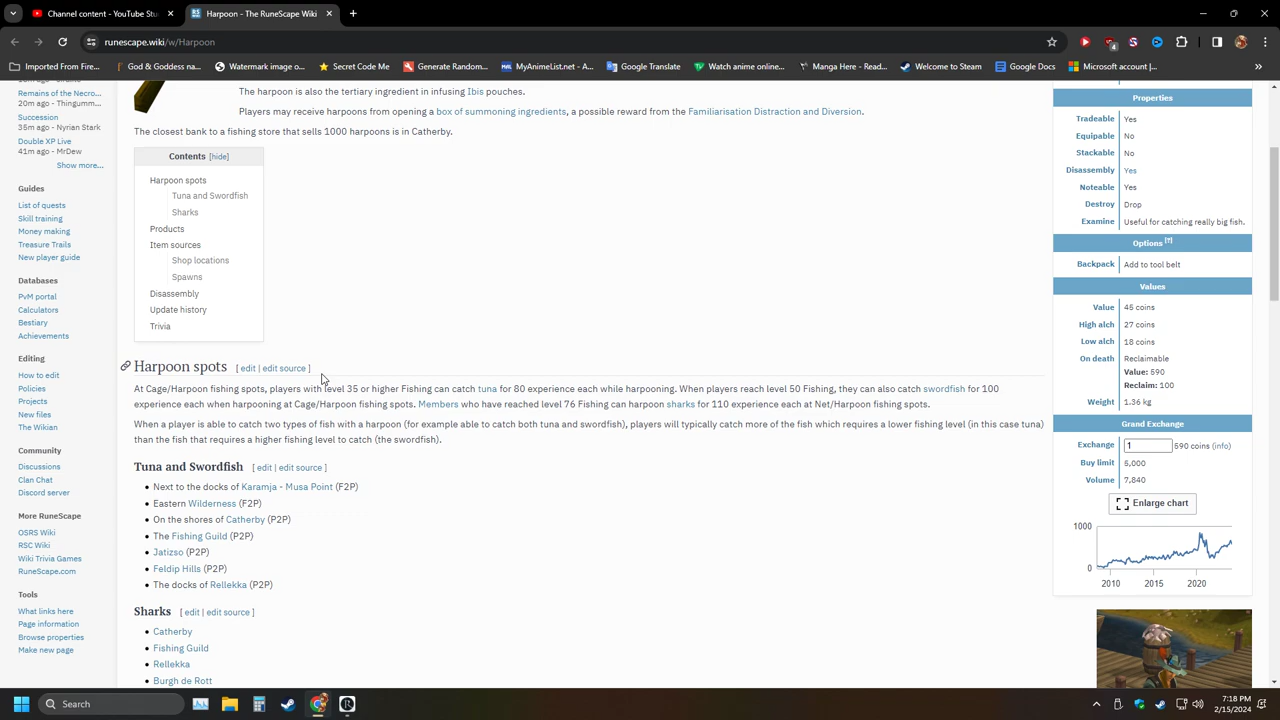 Channel content - YouTube St
Harpoon - The RuneScape Wiki
runescape.wiki/w/Harpoon
Imported From Fire...
God & Goddess na...
Watermark image o...
Secret Code Me
Generate Random...
MyAnimeList.net - A...
Google Translate
Watch anime online...
Manga Here - Read...
Welcome to Steam
Dodge Codes
Microsoft account |...
4
Remains of the Necro...
20m ago - Thingumm...
Succession
35m ago - Nyrian Stark
Double XP Live
41m ago - MrDew
Show more...
Guides
List of quests
Skill training
Money making
Treasure Trails
New player guide
Databases
PvM portal
Calculators
Bestiary
Achievements
Editing
How to edit
Policies
Projects
New files
The Wikian
Community
Discussions
Clan Chat
Discord server
More RuneScape
OSRS Wiki
RSC Wiki
Wiki Trivia Games
RuneScape.com
Tools
What links here
Page information
Browse properties
Make new page
The harpoon is also the tertiary ingredient in infusing Ibis pouches.
Players may receive harpoons from opening a box of summoning ingredients, a possible reward from the Familiarisation Distraction and Diversion.
The closest bank to a fishing store that sells 1000 harpoons is in Catherby.
Contents [hide]
Harpoon spots
Tuna and Swordfish
Sharks
Products
Item sources
Shop locations
Spawns
Disassembly
Update history
Trivia
Harpoon spots [ edit | edit source ]
At Cage/Harpoon fishing spots, players with level 35 or higher Fishing can catch tuna for 80 experience each while harpooning. When players reach level 50 Fishing, they can also catch swordfish for 100
experience each when harpooning at Cage/Harpoon fishing spots. Members who have reached level 76 Fishing can harpoon sharks for 110 experience each at Net/Harpoon fishing spots.
When a player is able to catch two types of fish with a harpoon (for example able to catch both tuna and swordfish), players will typically catch more of the fish which requires a lower fishing level (in this case tuna)
than the fish that requires a higher fishing level to catch (the swordfish).
Tuna and Swordfish [ edit | edit source ]
• Next to the docks of Karamja - Musa Point (F2P)
• Eastern Wilderness (F2P)
• On the shores of Catherby (P2P)
• The Fishing Guild (P2P)
• Jatizso (P2P)
• Feldip Hills (P2P)
• The docks of Rellekka (P2P)
Sharks [ edit | edit source ]
• Catherby
• Fishing Guild
• Rellekka
• Burgh de Rott
Properties
Tradeable Yes
Equipable No
Stackable No
Disassembly Yes
Noteable Yes
Destroy Drop
Examine Useful for catching really big fish.
Options [?]
Backpack Add to tool belt
Values
Value 45 coins
High alch 27 coins
Low alch 18 coins
On death Reclaimable
Value: 590
Reclaim: 100
Weight 1.36 kg
Grand Exchange
Exchange 1 590 coins (info)
Buy limit 5,000
Volume 7,840
Enlarge chart
1000
0
2010 2015 2020
Search
7:18 PM
2/15/2024